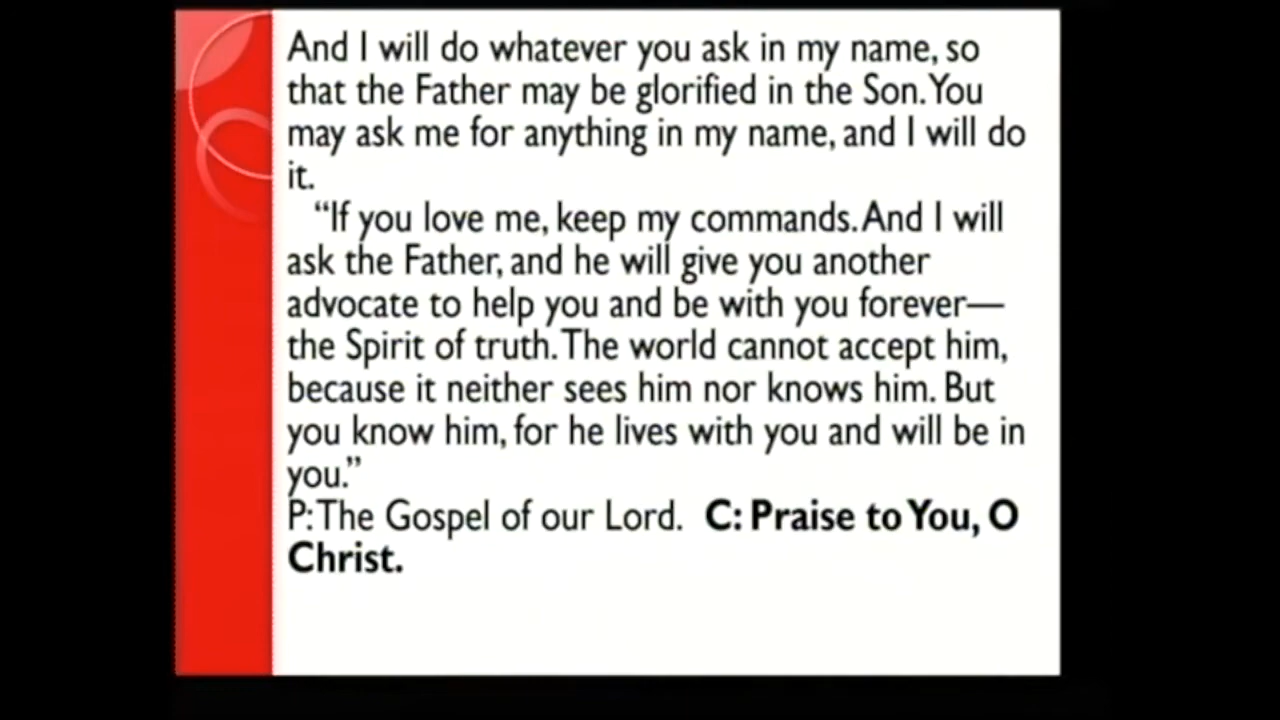 And I will do whatever you ask in my name, so
that the Father may be glorified in the Son. You
may ask me for anything in my name, and I will do
it.
“If you love me, keep my commands. And I will
ask the Father, and he will give you another
advocate to help you and be with you forever—
the Spirit of truth. The world cannot accept him,
because it neither sees him nor knows him. But
you know him, for he lives with you and will be in
you.”
P: The Gospel of our Lord. C: Praise to You, O
Christ.